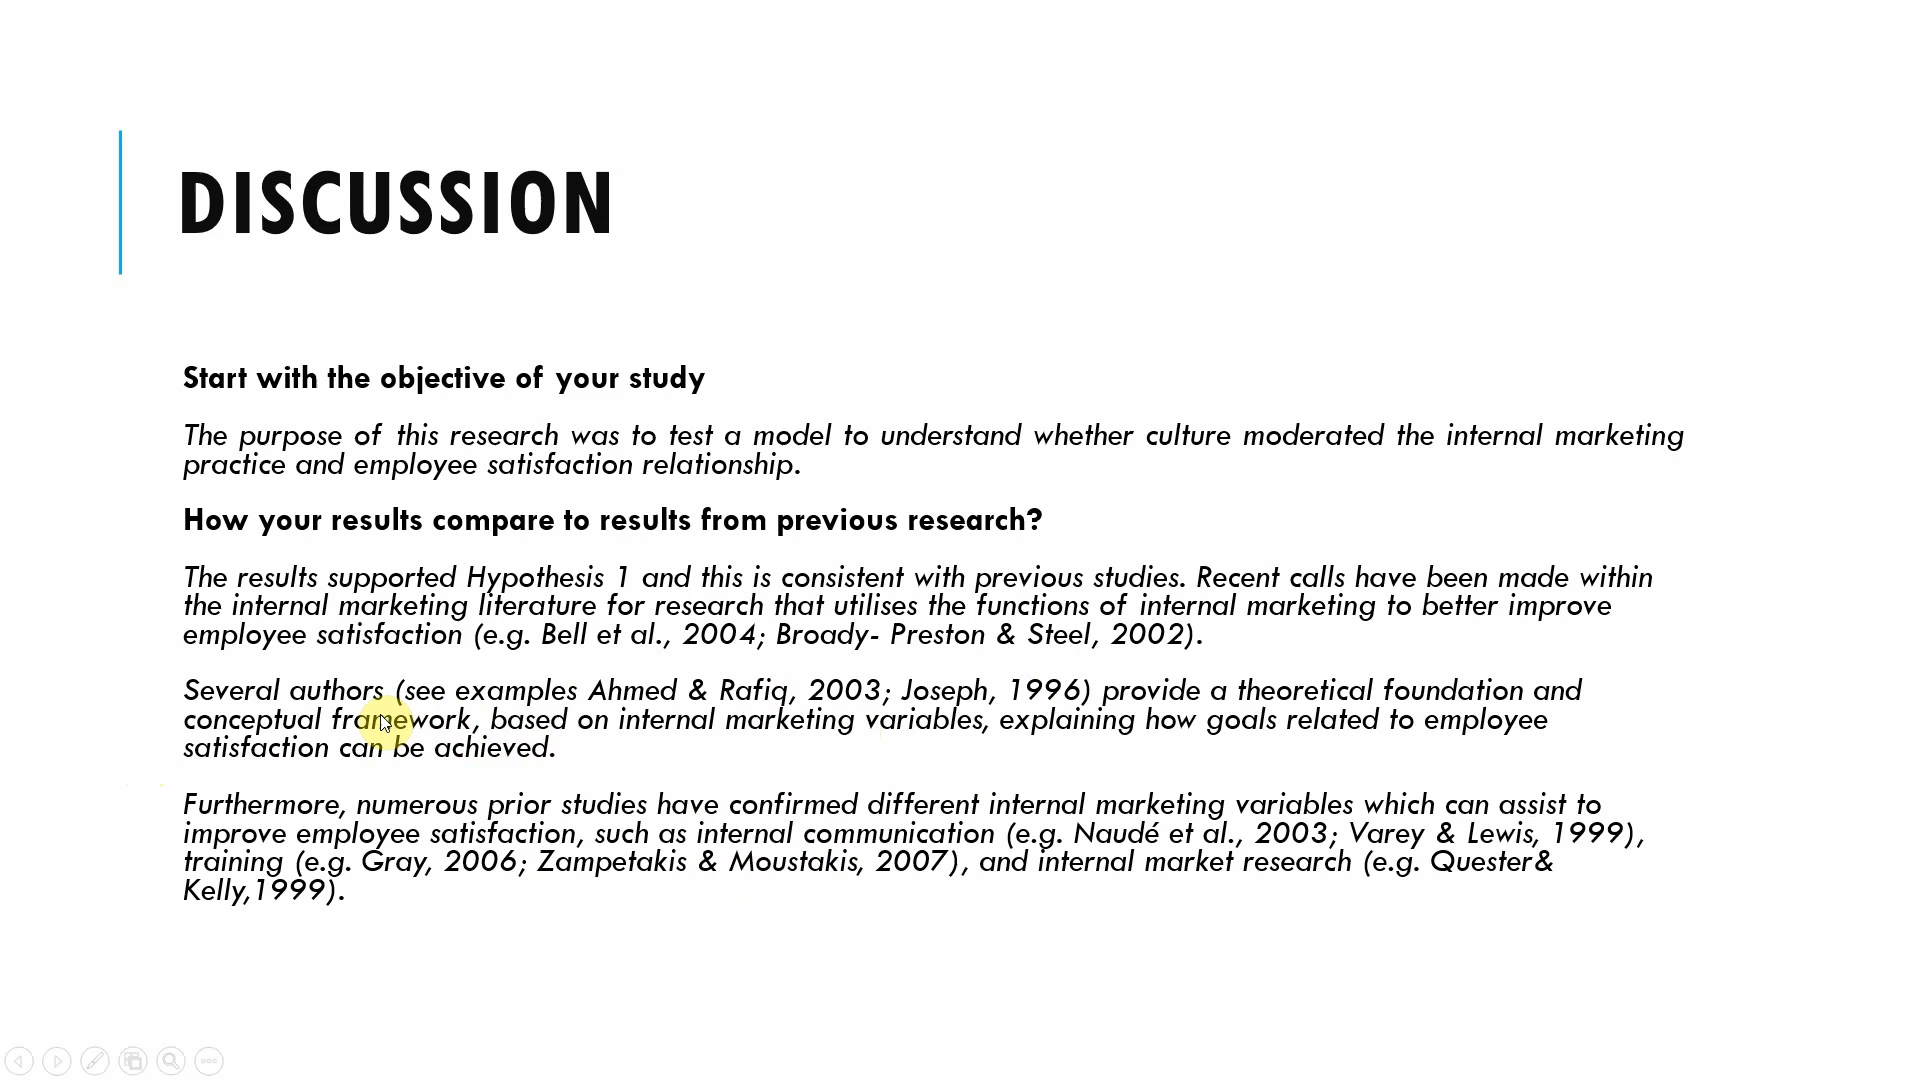 DISCUSSION
Start with the objective of your study
The purpose of this research was to test a model to understand whether culture moderated the internal marketing
practice and employee satisfaction relationship.
How your results compare to results from previous research?
The results supported Hypothesis 1 and this is consistent with previous studies. Recent calls have been made within
the internal marketing literature for research that utilises the functions of internal marketing to better improve
employee satisfaction (e.g. Bell et al., 2004; Broady- Preston & Steel, 2002).
Several authors (see examples Ahmed & Rafiq, 2003; Joseph, 1996) provide a theoretical foundation and
conceptual framework, based on internal marketing variables, explaining how goals related to employee
satisfaction can be achieved.
Furthermore, numerous prior studies have confirmed different internal marketing variables which can assist to
improve employee satisfaction, such as internal communication (e.g. Naudé et al., 2003; Varey & Lewis, 1999),
training (e.g. Gray, 2006; Zampetakis & Moustakis, 2007), and internal market research (e.g. Quester&
Kelly,1999).